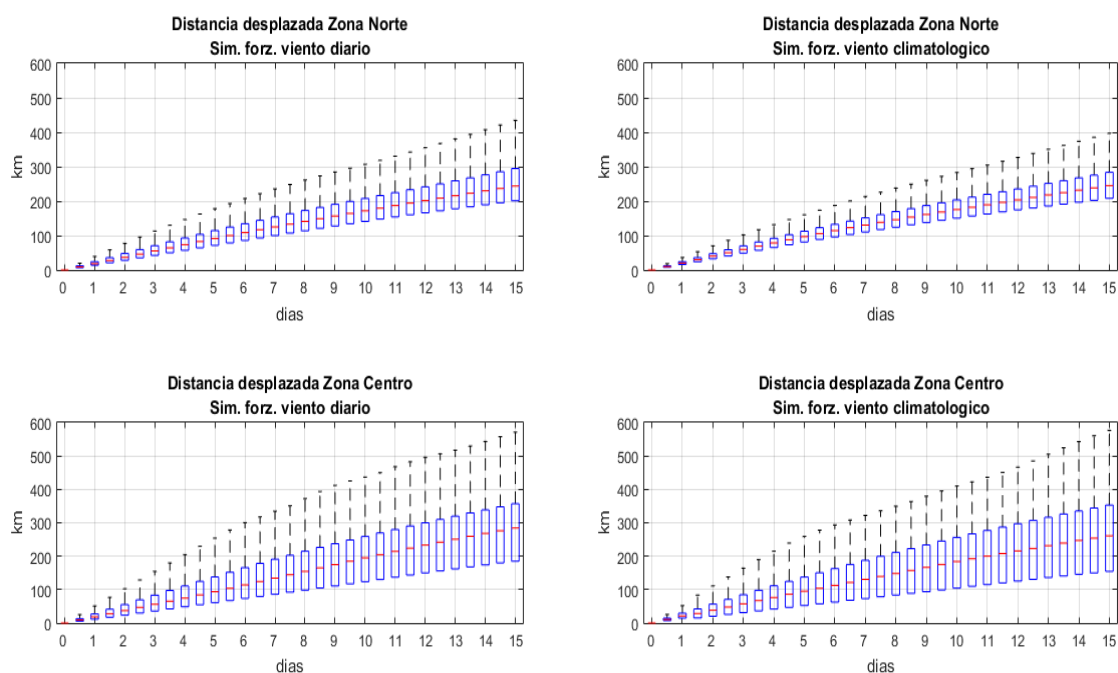 Distancia desplazada Zona Norte
Sim. forz. viento diario
600
500
400
300
200
100
0
km
0 1 2 3 4 5 6 7 8 9 10 11 12 13 14 15
dias
Distancia desplazada Zona Norte
Sim. forz. viento climatologico
600
500
400
300
200
100
0
km
0 1 2 3 4 5 6 7 8 9 10 11 12 13 14 15
dias
Distancia desplazada Zona Centro
Sim. forz. viento diario
600
500
400
300
200
100
0
km
0 1 2 3 4 5 6 7 8 9 10 11 12 13 14 15
dias
Distancia desplazada Zona Centro
Sim. forz. viento climatologico
600
500
400
300
200
100
0
km
0 1 2 3 4 5 6 7 8 9 10 11 12 13 14 15
dias